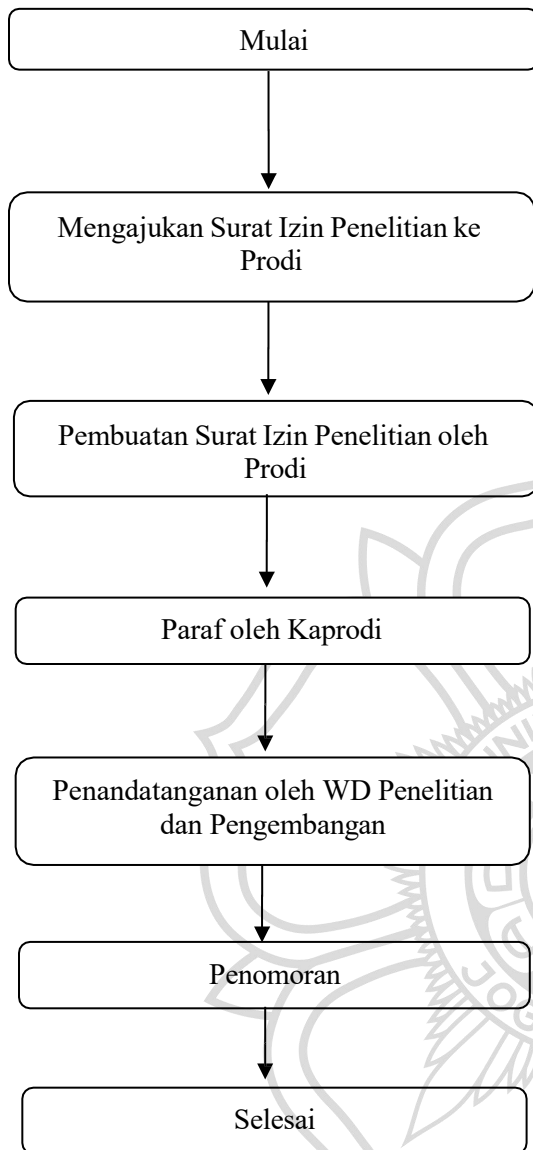 Mulai
Mengajukan Surat Izin Penelitian ke
Prodi
Pembuatan Surat Izin Penelitian oleh
Prodi
Paraf oleh Kaprodi
Penandatanganan oleh WD Penelitian
dan Pengembangan
Penomoran
Selesai